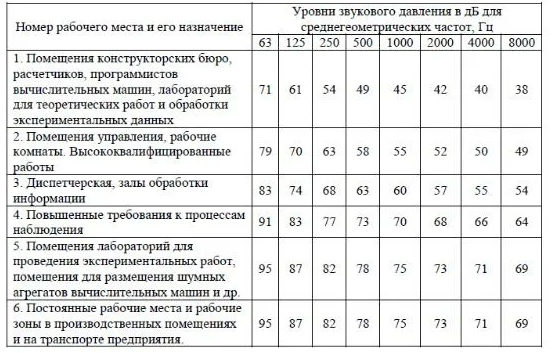 Номер рабочего места и его назначение
Уровни звукового давления в дБ для
среднегеометрических частот, Гц
63 125 250 500 1000 2000 4000 8000
1. Помещения конструкторских бюро,
расчетчиков, программистов
вычислительных машин, лабораторий
для теоретических работ и обработки
экспериментальных данных
71 61 54 49 45 42 40 38
2. Помещения управления, рабочие
комнаты. Высококвалифицированные
работы
79 70 63 58 55 52 50 49
3. Диспетчерская, залы обработки
информации
83 74 68 63 60 57 55 54
4. Повышенные требования к процессам
наблюдения
91 83 77 73 70 68 66 64
5. Помещения лабораторий для
проведения экспериментальных работ,
помещения для размещения шумных
агрегатов вычислительных машин и др.
95 87 82 78 75 73 71 69
6. Постоянные рабочие места и рабочие
зоны в производственных помещениях
и на транспорте предприятия.
95 87 82 78 75 73 71 69